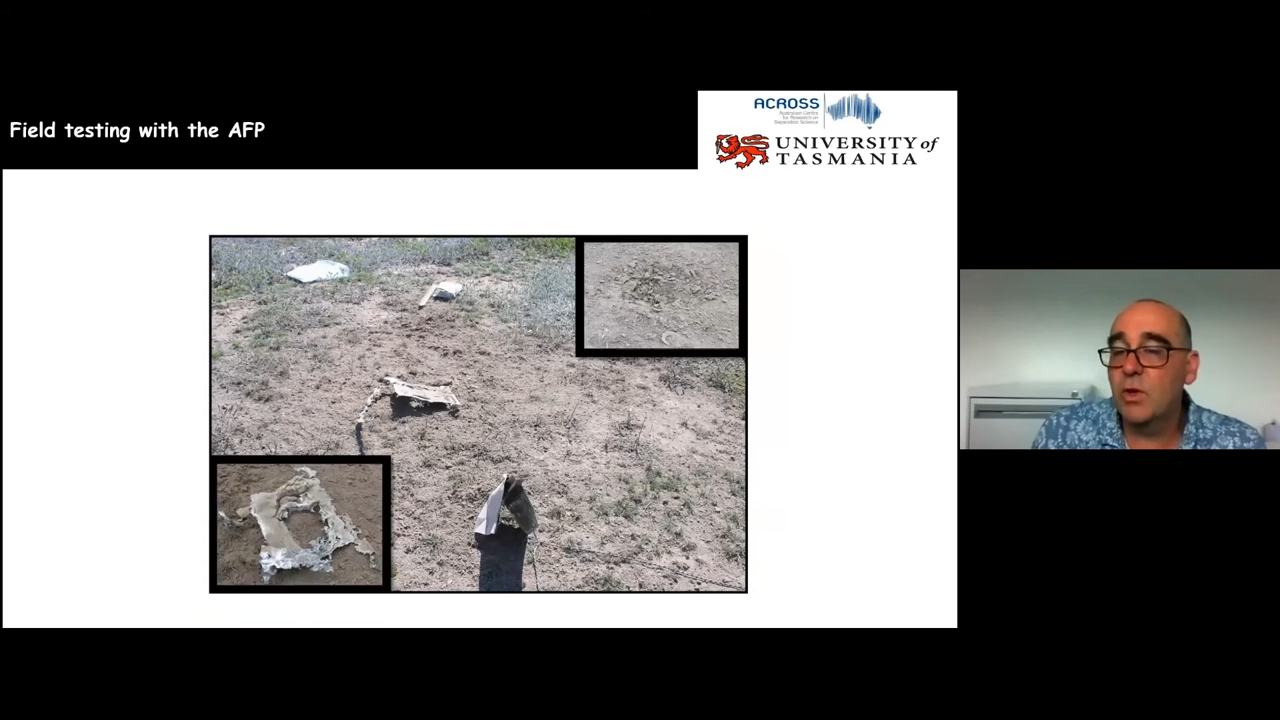 Field testing with the AFP
ACROSS
Australian Centre
for Research on
Separation Science
UNIVERSITY of
TASMANIA